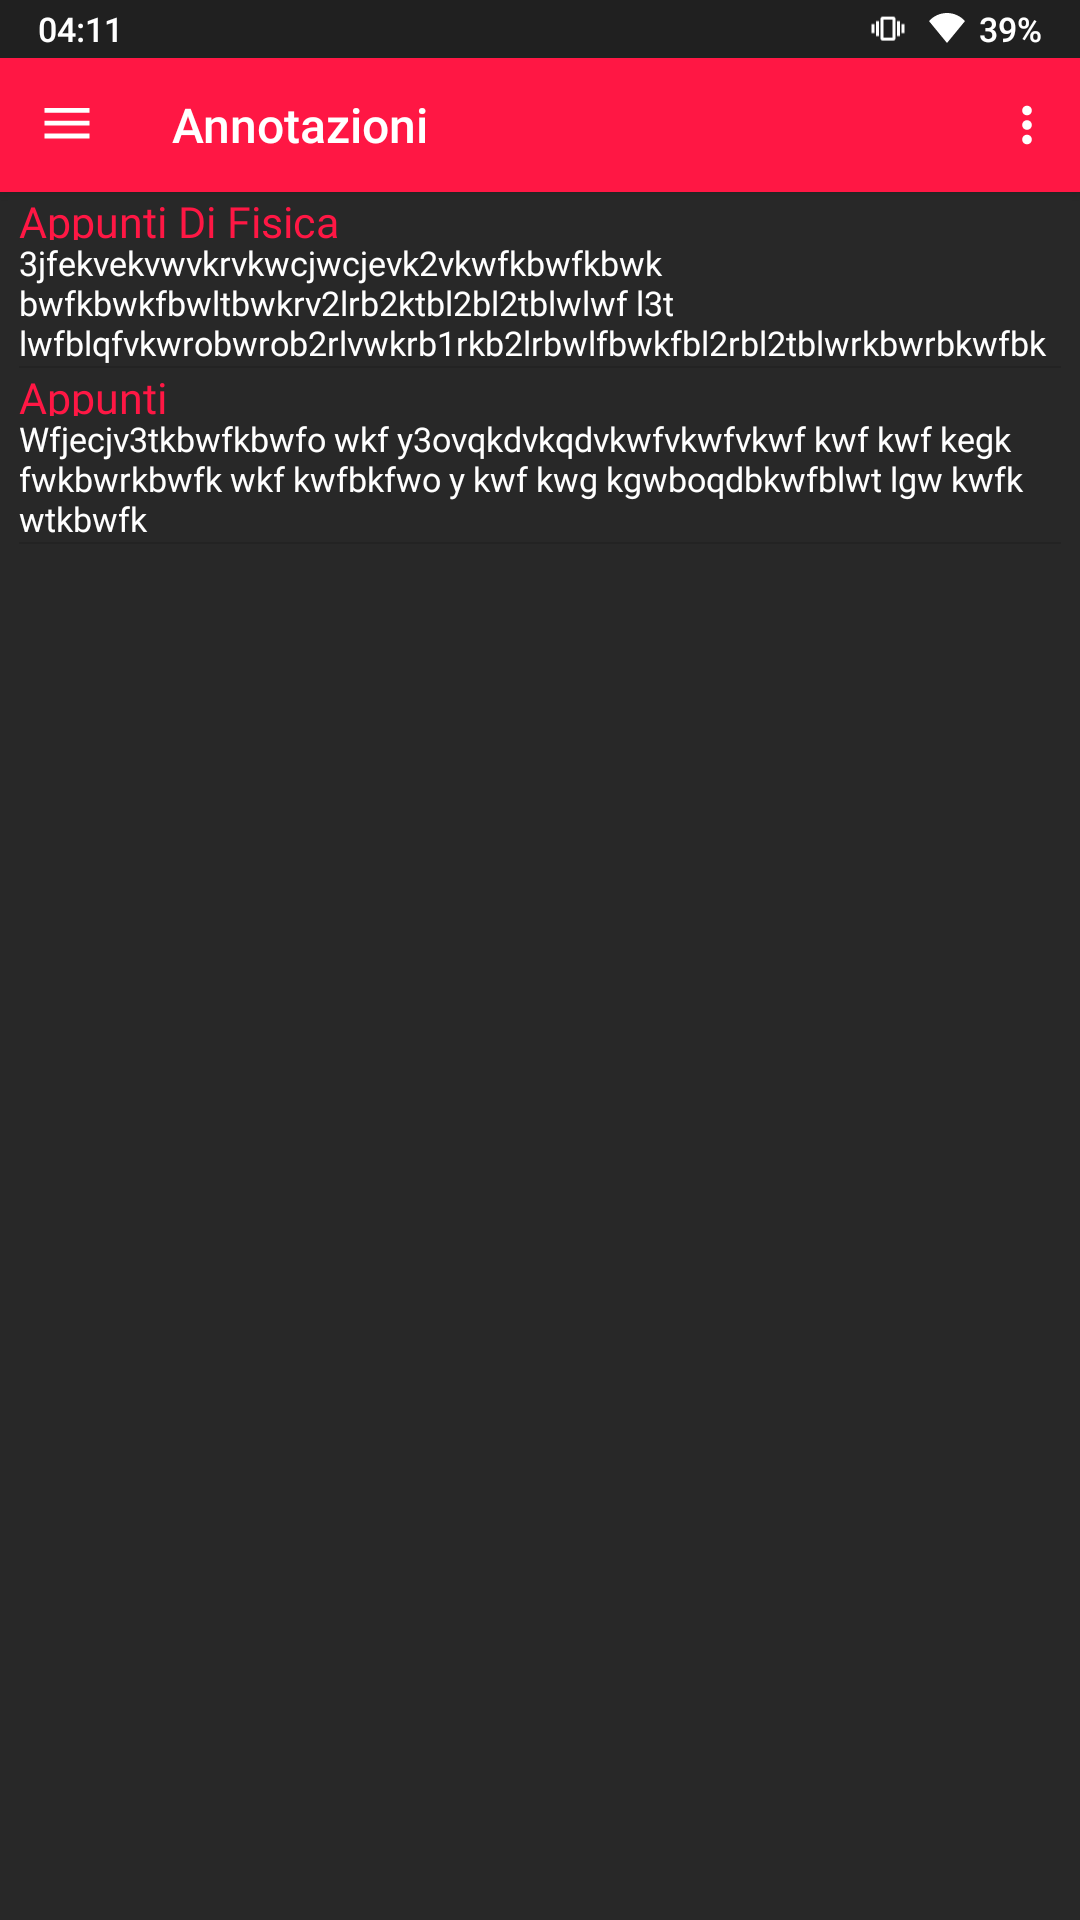 04:11
39%
Annotazioni
Appunti Di Fisica
3jfekvekvwvkrvkwcjwcjevk2vkwfkbwfkbwk
bwfkbwkfbwltbwkrv2lrb2ktbl2bl2tblwlwf l3t
lwfblqfvkwrobwrob2rlvwkrb1rkb2lrbwlfbwkfbl2rbl2tblwrkbwrbkwfbk
Appunti
Wfjecjv3tkbwfkbwfo wkf y3ovqkdvkqdvkwfvkwfvkwf kwf kwf kegk
fwkbwrkbwfk wkf kwfbkfwo y kwf kwg kgwboqdbkwfblwt lgw kwfk
wtkbwfk